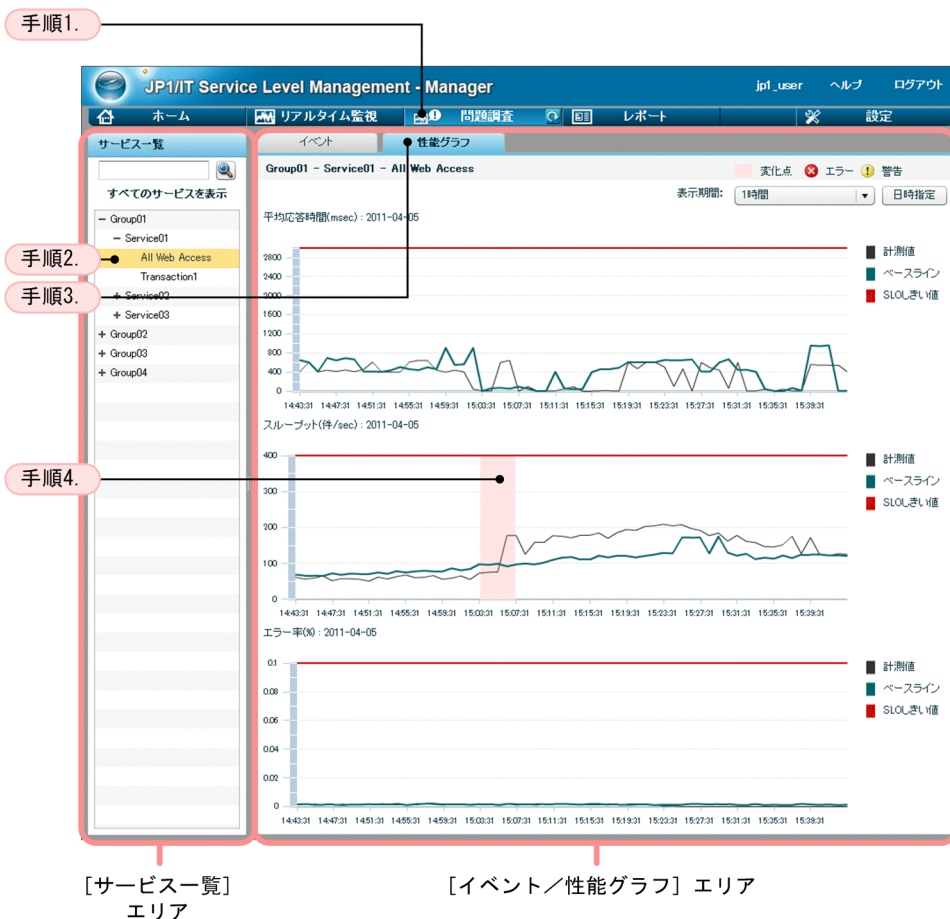 手順1.
JP1/IT Service Level Management - Manager
jp1_user ヘルプ ログアウト
ホーム リアルタイム監視 問題調査 レポート 設定
サービス一覧
すべてのサービスを表示
− Group01
− Service01
All Web Access
Transaction1
+ Service02
+ Service03
+ Group02
+ Group03
+ Group04
手順2.
手順3.
手順4.
イベント 性能グラフ
Group01 - Service01 - All Web Access
変化点 エラー 警告
表示期間: 1時間 日時指定
平均応答時間(msec) : 2011-04-05
2800
2400
2000
1600
1200
800
400
0
14:43:31 14:47:31 14:51:31 14:55:31 14:59:31 15:03:31 15:07:31 15:11:31 15:15:31 15:19:31 15:23:31 15:27:31 15:31:31 15:35:31 15:39:31
計測値
ベースライン
SLOしきい値
スループット(件/sec) : 2011-04-05
400
300
200
100
0
14:43:31 14:47:31 14:51:31 14:55:31 14:59:31 15:03:31 15:07:31 15:11:31 15:15:31 15:19:31 15:23:31 15:27:31 15:31:31 15:35:31 15:39:31
計測値
ベースライン
SLOしきい値
エラー率(%) : 2011-04-05
0.1
0.08
0.06
0.04
0.02
0
14:43:31 14:47:31 14:51:31 14:55:31 14:59:31 15:03:31 15:07:31 15:11:31 15:15:31 15:19:31 15:23:31 15:27:31 15:31:31 15:35:31 15:39:31
計測値
ベースライン
SLOしきい値
［サービス一覧］
エリア
［イベント／性能グラフ］エリア